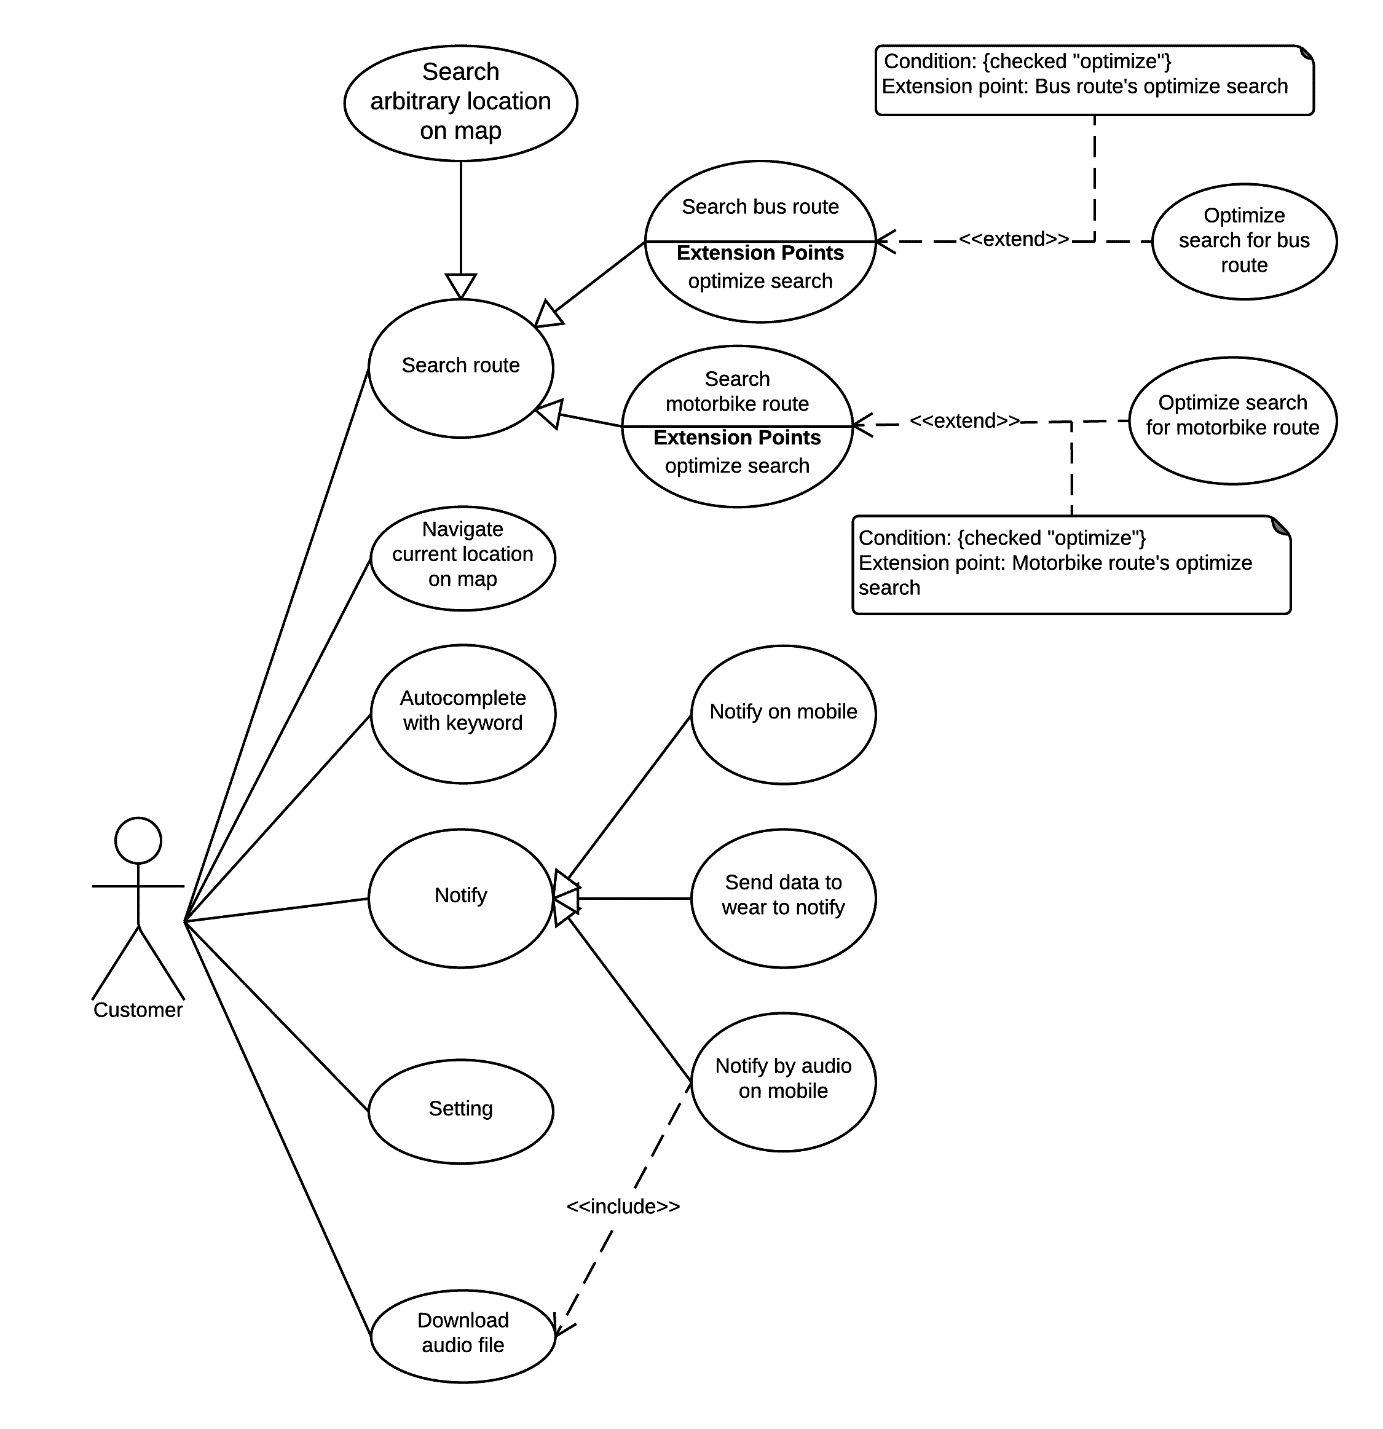 Search
arbitrary location
on map
Condition: {checked "optimize"}
Extension point: Bus route's optimize search
Search bus route
Extension Points
optimize search
<<extend>>
Optimize
search for bus
route
Search route
Search
motorbike route
Extension Points
optimize search
<<extend>>
Optimize search
for motorbike route
Condition: {checked "optimize"}
Extension point: Motorbike route's optimize
search
Navigate
current location
on map
Autocomplete
with keyword
Notify on mobile
Notify
Send data to
wear to notify
Customer
Notify by audio
on mobile
Setting
<<include>>
Download
audio file